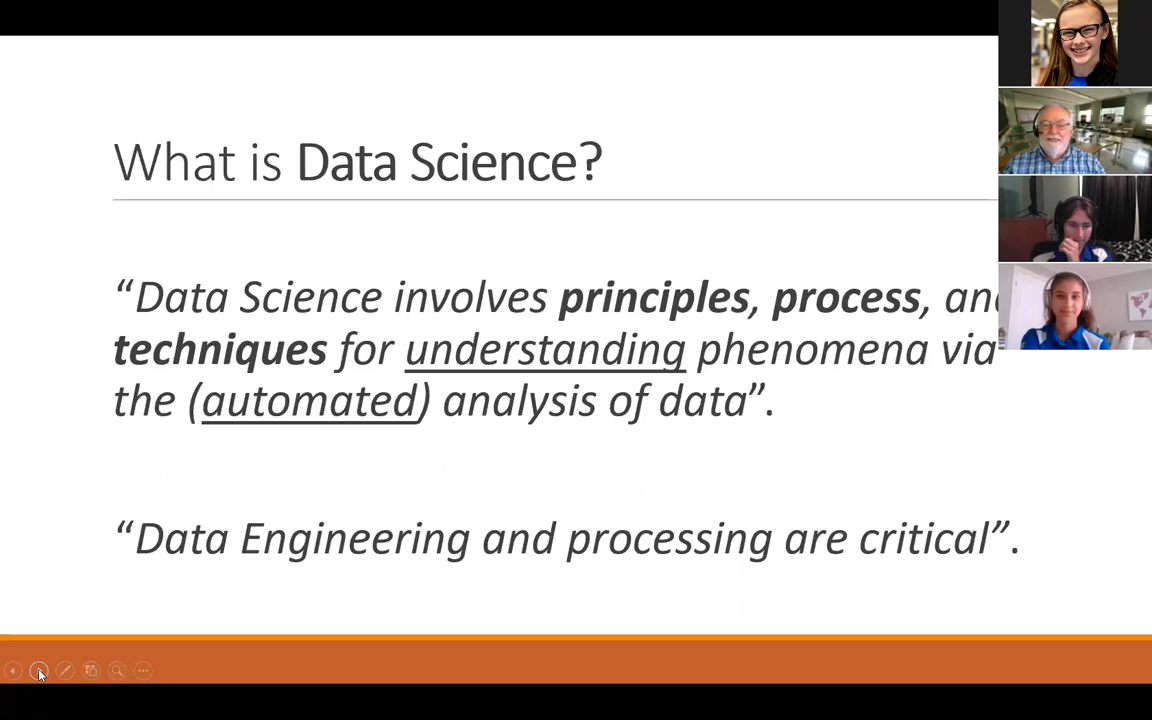 What is Data Science?
“Data Science involves principles, process, and
techniques for understanding phenomena via
the (automated) analysis of data”.
“Data Engineering and processing are critical”.